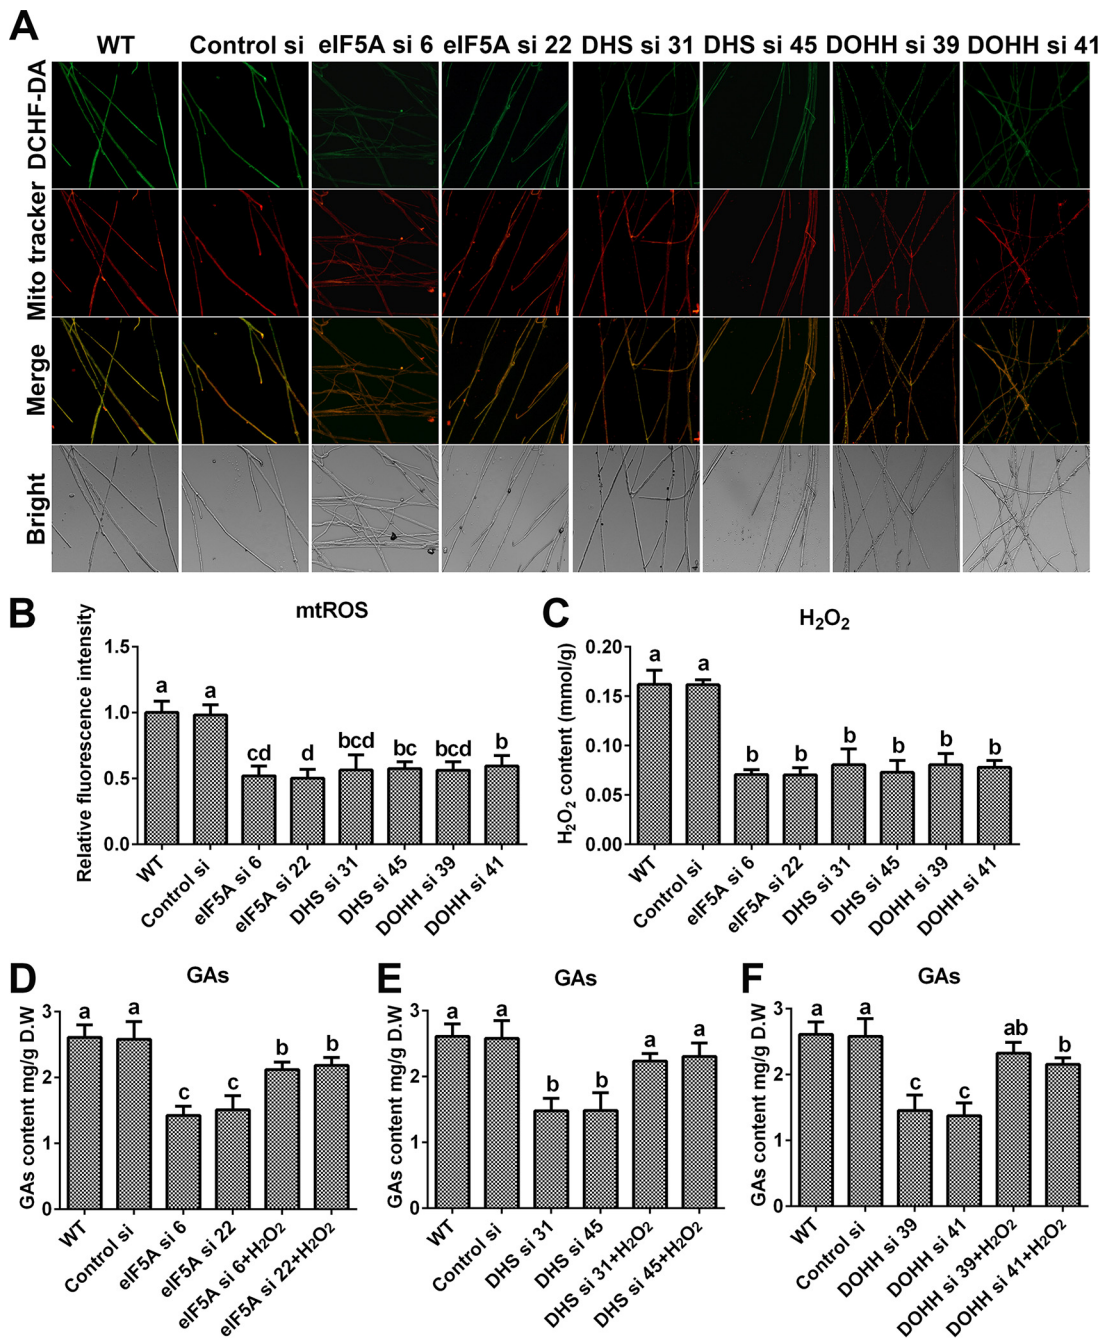 A
WT Control si eIF5A si 6 eIF5A si 22 DHS si 31 DHS si 45 DOHH si 39 DOHH si 41
DCHF-DA
Mito tracker
Merge
Bright
B
mtROS
Relative fluorescence intensity
1.5
1.0
0.5
0.0
a a cd d bcd bc bcd b
WT Control si eIF5A si 6 eIF5A si 22 DHS si 31 DHS si 45 DOHH si 39 DOHH si 41
C
H2O2
H2O2 content (mmol/g)
0.20
0.15
0.10
0.05
0.00
a a b b b b b b
WT Control si eIF5A si 6 eIF5A si 22 DHS si 31 DHS si 45 DOHH si 39 DOHH si 41
D
GAs
GAs content mg/g D.W
3
2
1
0
a a c c b b
WT Control si eIF5A si 6 eIF5A si 22 eIF5A si 6+H2O2 eIF5A si 22+H2O2
E
GAs
GAs content mg/g D.W
3
2
1
0
a a b b a a
WT Control si DHS si 31 DHS si 45 DHS si 31+H2O2 DHS si 45+H2O2
F
GAs
GAs content mg/g D.W
3
2
1
0
a a c c ab b
WT Control si DOHH si 39 DOHH si 41 DOHH si 39+H2O2 DOHH si 41+H2O2